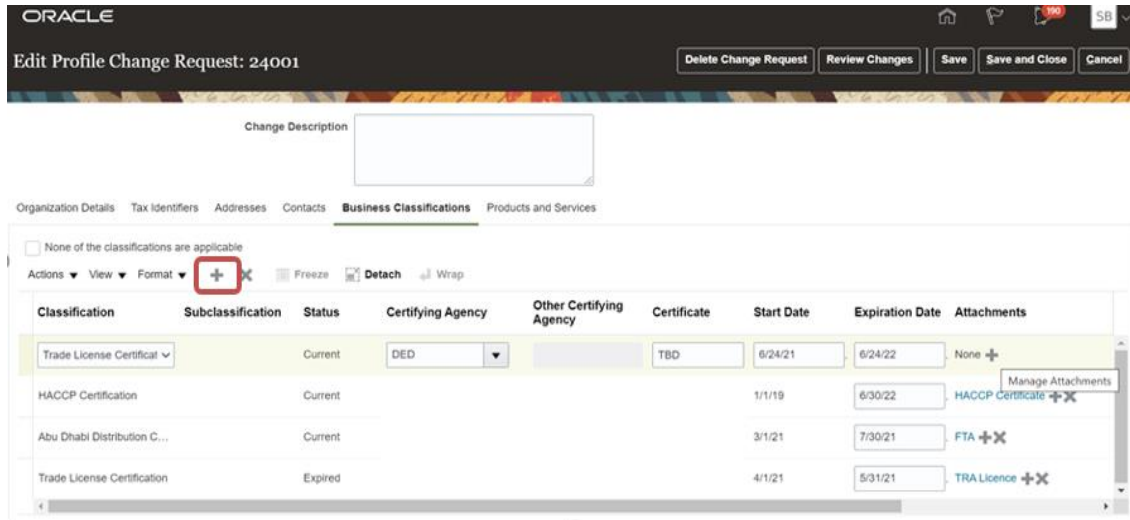 ORACLE
190
SB
Edit Profile Change Request: 24001
Delete Change Request Review Changes Save Save and Close Cancel
Change Description
Organization Details Tax Identifiers Addresses Contacts Business Classifications Products and Services
None of the classifications are applicable
Actions View Format Freeze Detach Wrap
Classification Subclassification Status Certifying Agency Other Certifying Agency Certificate Start Date Expiration Date Attachments
Trade License Certificat Current DED TBD 6/24/21 6/24/22 None
Manage Attachments
HACCP Certification Current 1/1/19 6/30/22 HACCP Certificate
Abu Dhabi Distribution C... Current 3/1/21 7/30/21 FTA
Trade License Certification Expired 4/1/21 5/31/21 TRA Licence